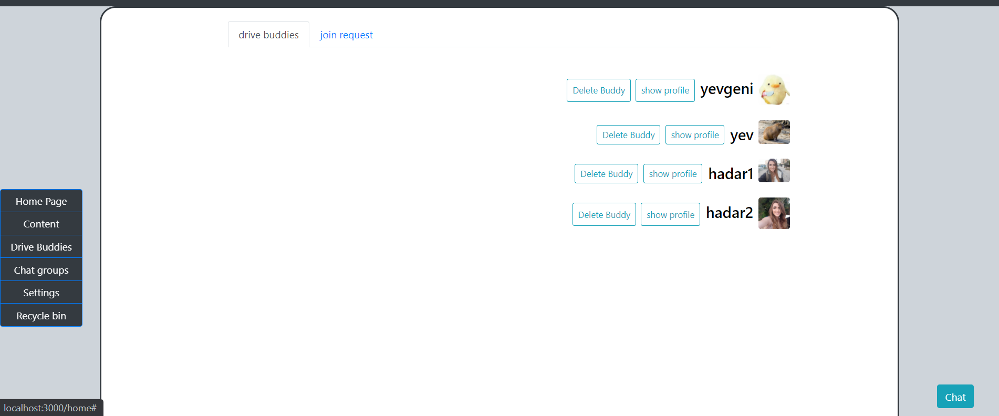 drive buddies join request
Delete Buddy show profile yevgeni
Delete Buddy show profile yev
Delete Buddy show profile hadar1
Delete Buddy show profile hadar2
Home Page
Content
Drive Buddies
Chat groups
Settings
Recycle bin
Chat
localhost:3000/home#